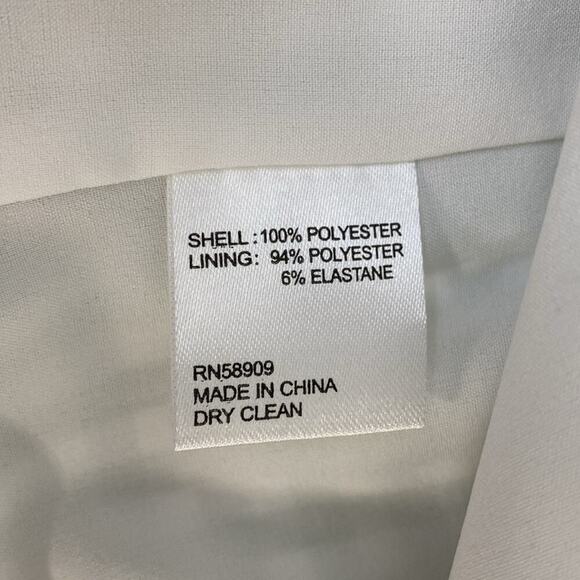 SHELL : 100% POLYESTER
LINING: 94% POLYESTER
6% ELASTANE
RN58909
MADE IN CHINA
DRY CLEAN